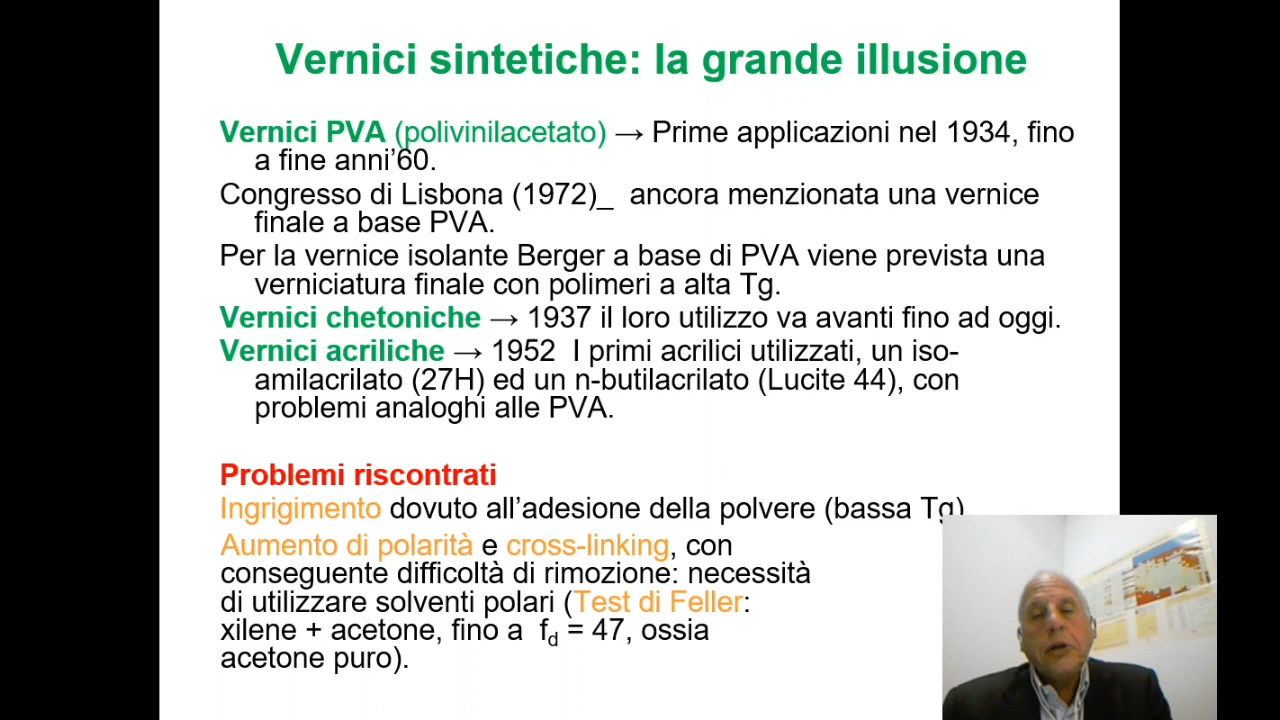 Vernici sintetiche: la grande illusione
Vernici PVA (polivinilacetato) → Prime applicazioni nel 1934, fino
a fine anni'60.
Congresso di Lisbona (1972)_ ancora menzionata una vernice
finale a base PVA.
Per la vernice isolante Berger a base di PVA viene prevista una
verniciatura finale con polimeri a alta Tg.
Vernici chetoniche → 1937 il loro utilizzo va avanti fino ad oggi.
Vernici acriliche → 1952 I primi acrilici utilizzati, un iso-
amilacrilato (27H) ed un n-butilacrilato (Lucite 44), con
problemi analoghi alle PVA.
Problemi riscontrati
Ingrigimento dovuto all'adesione della polvere (bassa Tg)
Aumento di polarità e cross-linking, con
conseguente difficoltà di rimozione: necessità
di utilizzare solventi polari (Test di Feller:
xilene + acetone, fino a fd = 47, ossia
acetone puro).